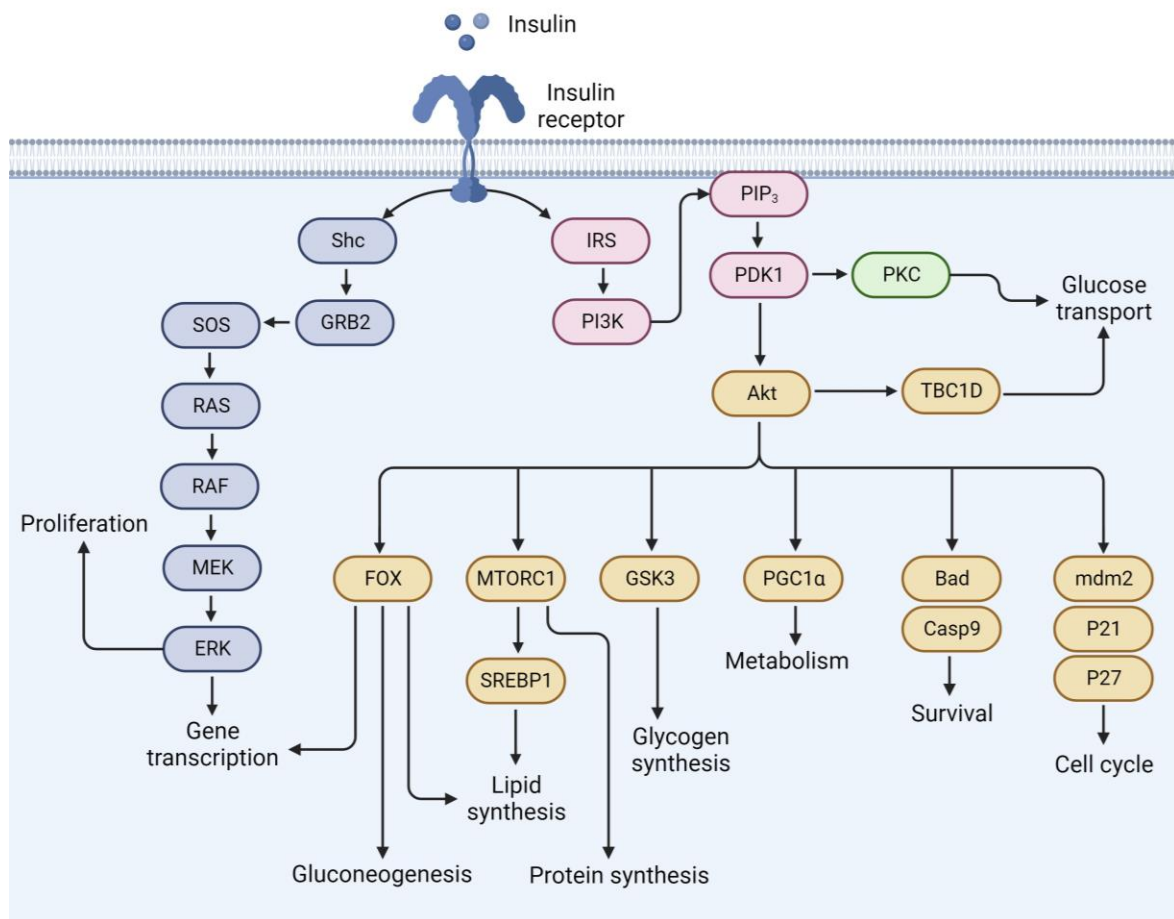 Insulin
Insulin
receptor
PIP₃
Shc
IRS
PDK1
PKC
Glucose
transport
SOS
GRB2
PI3K
RAS
Akt
TBC1D
RAF
Proliferation
MEK
FOX
MTORC1
GSK3
PGC1α
Bad
mdm2
Casp9
P21
ERK
SREBP1
Metabolism
P27
Survival
Gene
transcription
Glycogen
synthesis
Cell cycle
Lipid
synthesis
Gluconeogenesis
Protein synthesis